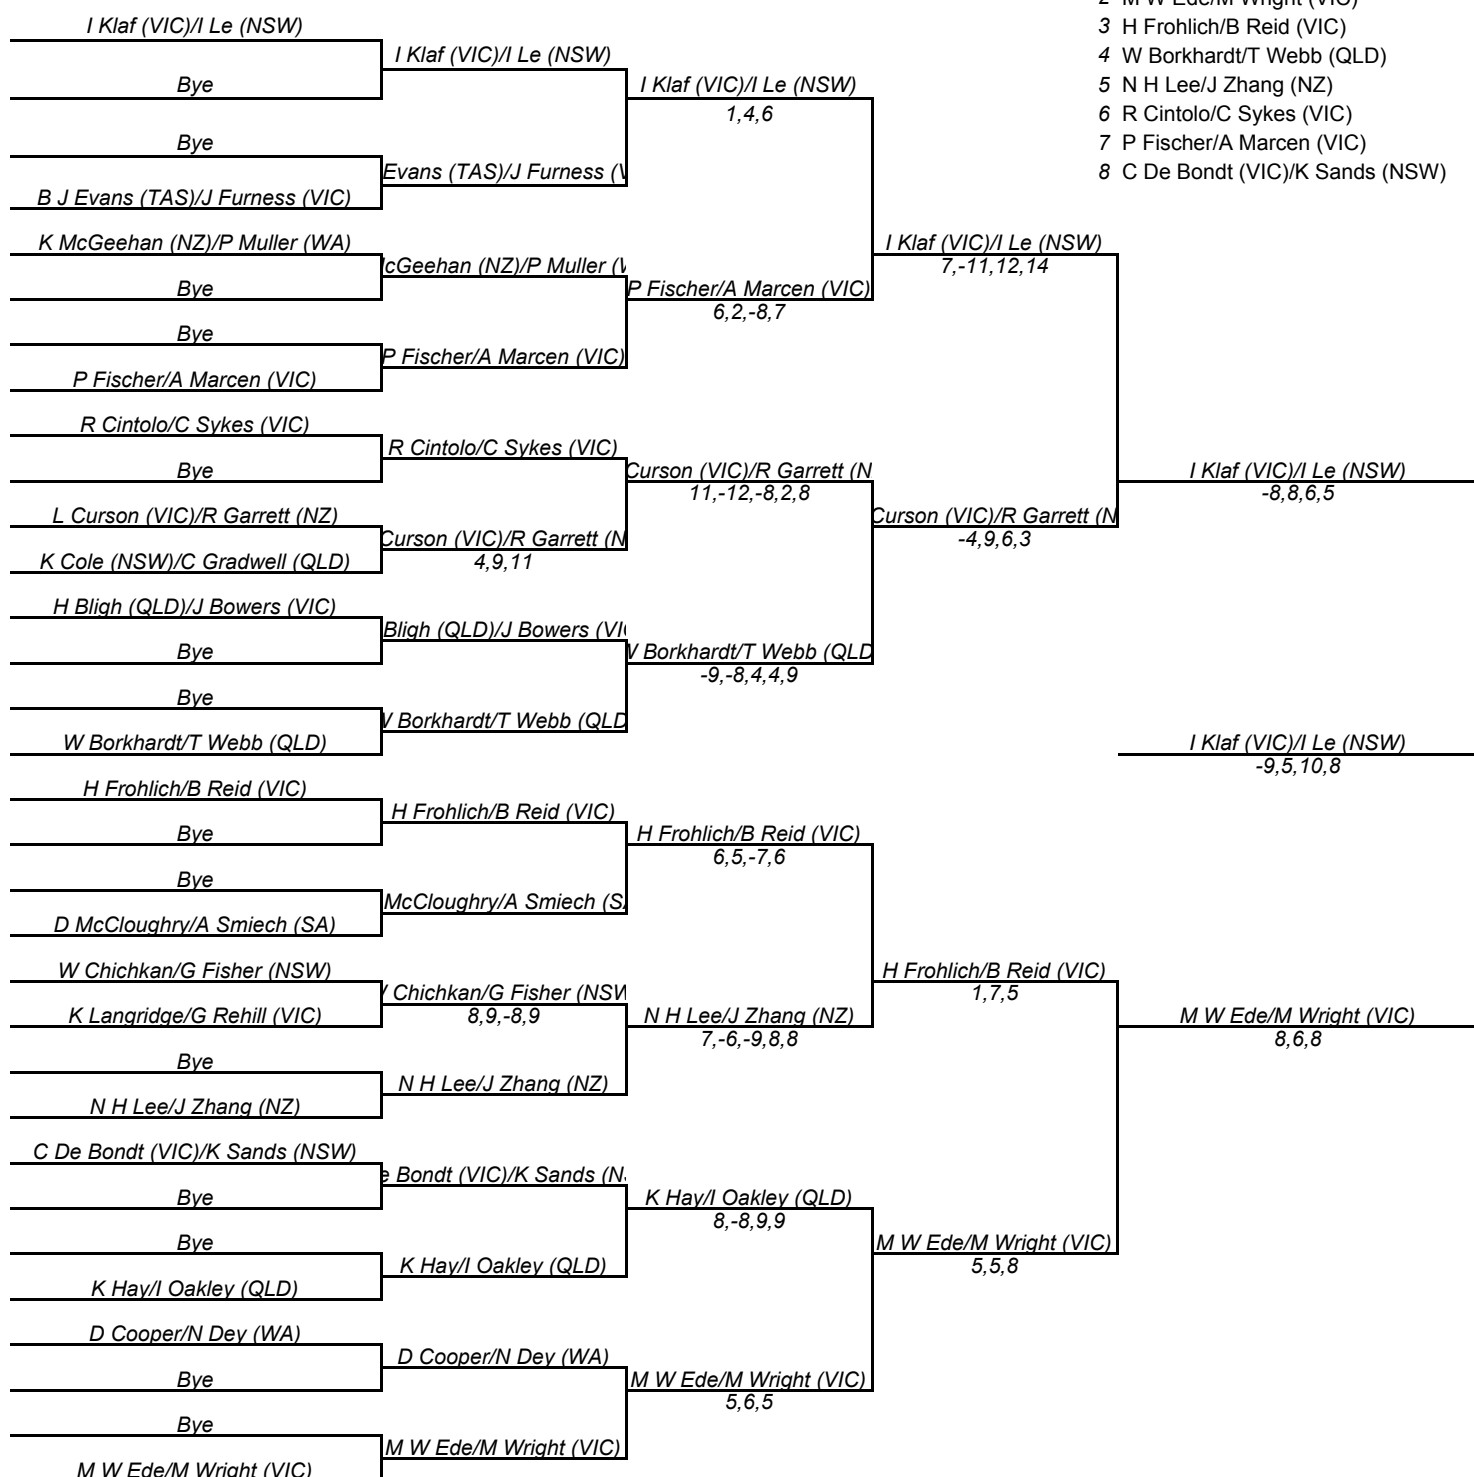 I Klaf (VIC)/I Le (NSW)
Bye
Bye
B J Evans (TAS)/J Furness (VIC)
K McGeehan (NZ)/P Muller (WA)
Bye
Bye
P Fischer/A Marcen (VIC)
R Cintolo/C Sykes (VIC)
Bye
L Curson (VIC)/R Garrett (NZ)
K Cole (NSW)/C Gradwell (QLD)
H Bligh (QLD)/J Bowers (VIC)
Bye
Bye
W Borkhardt/T Webb (QLD)
H Frohlich/B Reid (VIC)
Bye
Bye
D McCloughry/A Smiech (SA)
W Chichkan/G Fisher (NSW)
K Langridge/G Rehill (VIC)
Bye
N H Lee/J Zhang (NZ)
C De Bondt (VIC)/K Sands (NSW)
Bye
Bye
K Hay/I Oakley (QLD)
D Cooper/N Dey (WA)
Bye
Bye
M W Ede/M Wright (VIC)
I Klaf (VIC)/I Le (NSW)
Evans (TAS)/J Furness (V
cGeehan (NZ)/P Muller (W
P Fischer/A Marcen (VIC)
R Cintolo/C Sykes (VIC)
Curson (VIC)/R Garrett (N
4,9,11
Bligh (QLD)/J Bowers (VIC
W Borkhardt/T Webb (QLD
H Frohlich/B Reid (VIC)
McCloughry/A Smiech (SA
W Chichkan/G Fisher (NSW
8,9,-8,9
N H Lee/J Zhang (NZ)
e Bondt (VIC)/K Sands (NS
K Hay/I Oakley (QLD)
D Cooper/N Dey (WA)
M W Ede/M Wright (VIC)
I Klaf (VIC)/I Le (NSW)
1,4,6
P Fischer/A Marcen (VIC)
6,2,-8,7
Curson (VIC)/R Garrett (N
11,-12,-8,2,8
W Borkhardt/T Webb (QLD
-9,-8,4,4,9
H Frohlich/B Reid (VIC)
6,5,-7,6
N H Lee/J Zhang (NZ)
7,-6,-9,8,8
K Hay/I Oakley (QLD)
8,-8,9,9
M W Ede/M Wright (VIC)
5,6,5
I Klaf (VIC)/I Le (NSW)
7,-11,12,14
Curson (VIC)/R Garrett (N
-4,9,6,3
H Frohlich/B Reid (VIC)
1,7,5
M W Ede/M Wright (VIC)
5,5,8
2 M W Ede/M Wright (VIC)
3 H Frohlich/B Reid (VIC)
4 W Borkhardt/T Webb (QLD)
5 N H Lee/J Zhang (NZ)
6 R Cintolo/C Sykes (VIC)
7 P Fischer/A Marcen (VIC)
8 C De Bondt (VIC)/K Sands (NSW)
I Klaf (VIC)/I Le (NSW)
-8,8,6,5
I Klaf (VIC)/I Le (NSW)
-9,5,10,8
M W Ede/M Wright (VIC)
8,6,8